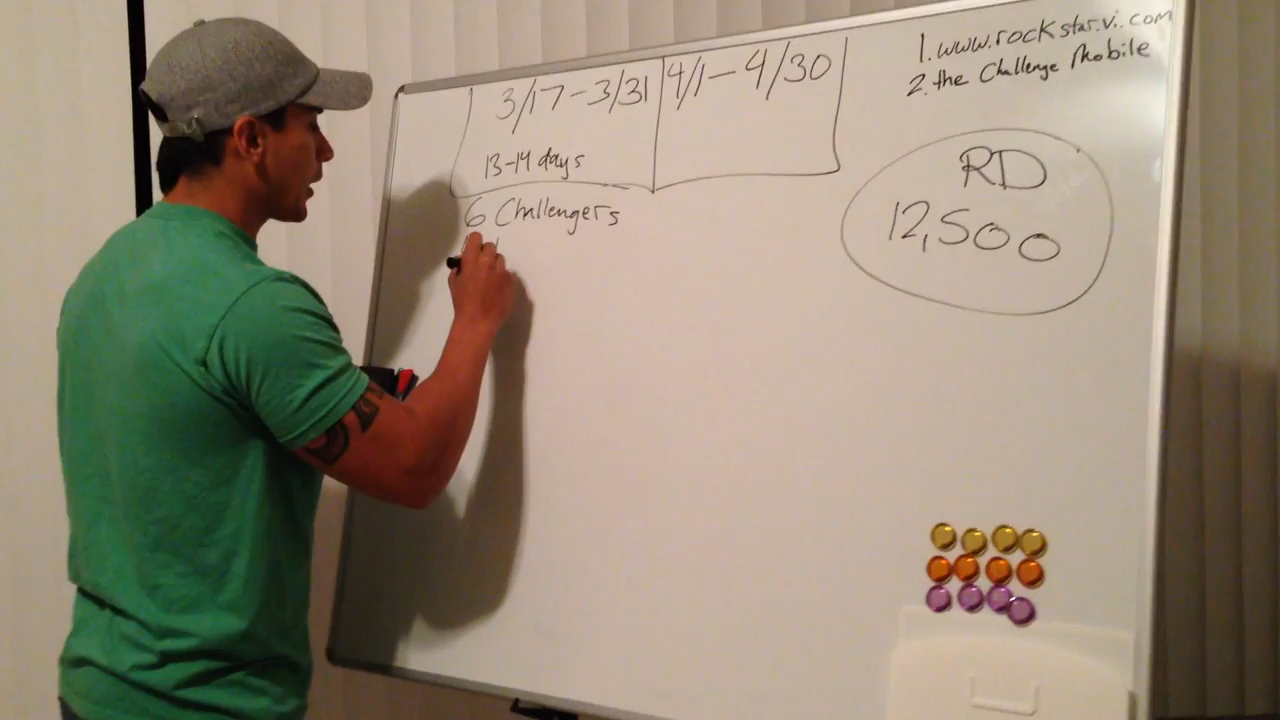 3/17-3/31
4/1-4/30
13-14 days
6 Challengers
1. www.rockstar.vi.com
2. the Challenge Mobile
RD
12,500